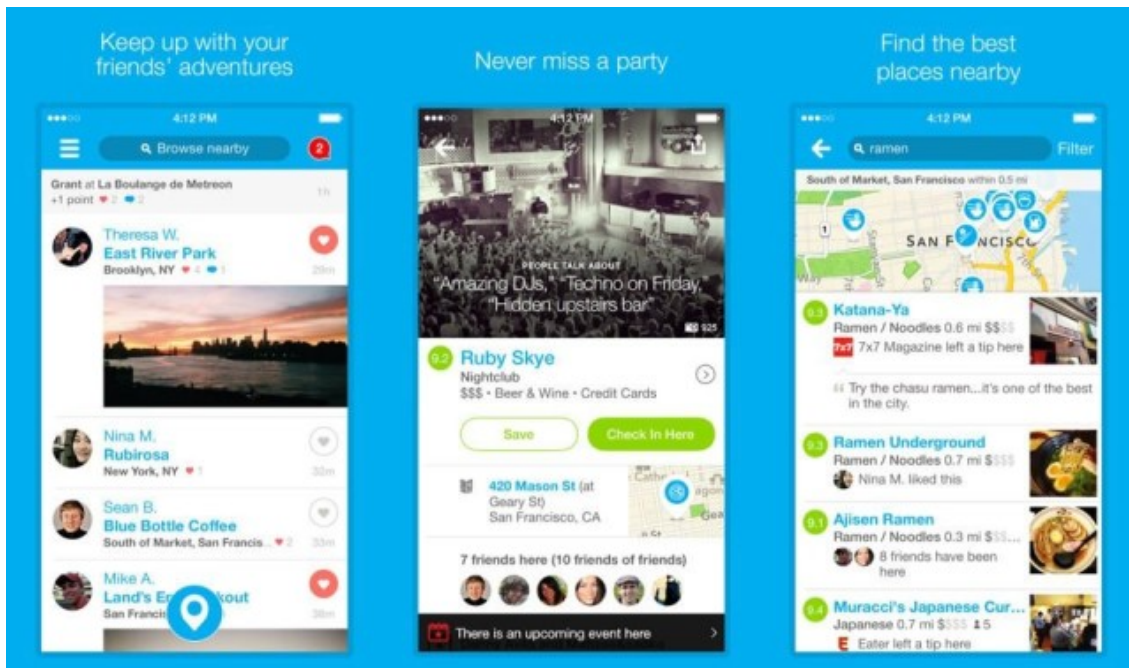 Keep up with your
friends' adventures
4:12 PM
Browse nearby
2
Grant at La Boulange de Metreon
1h
+1 point 2 2
Theresa W.
East River Park
Brooklyn, NY 4 1
29m
Nina M.
Rubirosa
New York, NY 1
32m
Sean B.
Blue Bottle Coffee
South of Market, San Francis... 2
33m
Mike A.
Land's En kout
San Francis
38m
Never miss a party
4:12 PM
PEOPLE TALK ABOUT
"Amazing DJs," "Techno on Friday,"
"Hidden upstairs bar"
925
9.2 Ruby Skye
Nightclub
$$$ • Beer & Wine • Credit Cards
Save
Check In Here
420 Mason St (at
Geary St)
San Francisco, CA
7 friends here (10 friends of friends)
There is an upcoming event here
Find the best
places nearby
4:12 PM
ramen
Filter
South of Market, San Francisco within 0.5 mi
1
SAN F NCISCO
9.3 Katana-Ya
Ramen / Noodles 0.6 mi $$$$
7x7 7x7 Magazine left a tip here
“ Try the chasu ramen...it's one of the best
in the city.
9.3 Ramen Underground
Ramen / Noodles 0.7 mi $$$$
Nina M. liked this
9.1 Ajisen Ramen
Ramen / Noodles 0.3 mi $$...
8 friends have been
here
9.4 Muracci's Japanese Cur...
Japanese 0.7 mi $$$$ 5
E Eater left a tip here